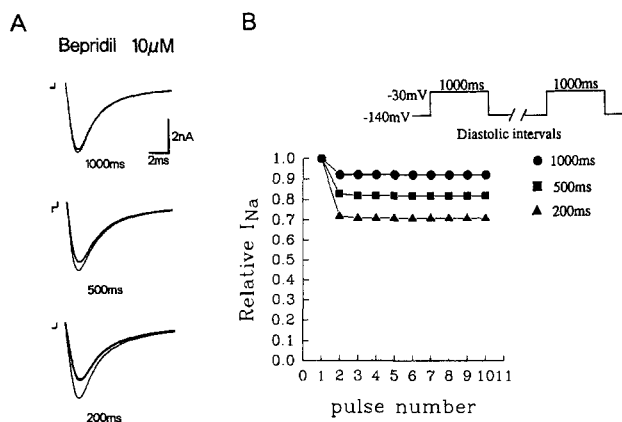 A
Bepridil 10µM
1000ms
2nA
2ms
500ms
200ms
B
1000ms
1000ms
-30mV
-140mV
Diastolic intervals
1000ms
500ms
200ms
Relative INa
1.0
0.9
0.8
0.7
0.6
0.5
0.4
0.3
0.2
0.1
0.0
0 1 2 3 4 5 6 7 8 9 10 11
pulse number